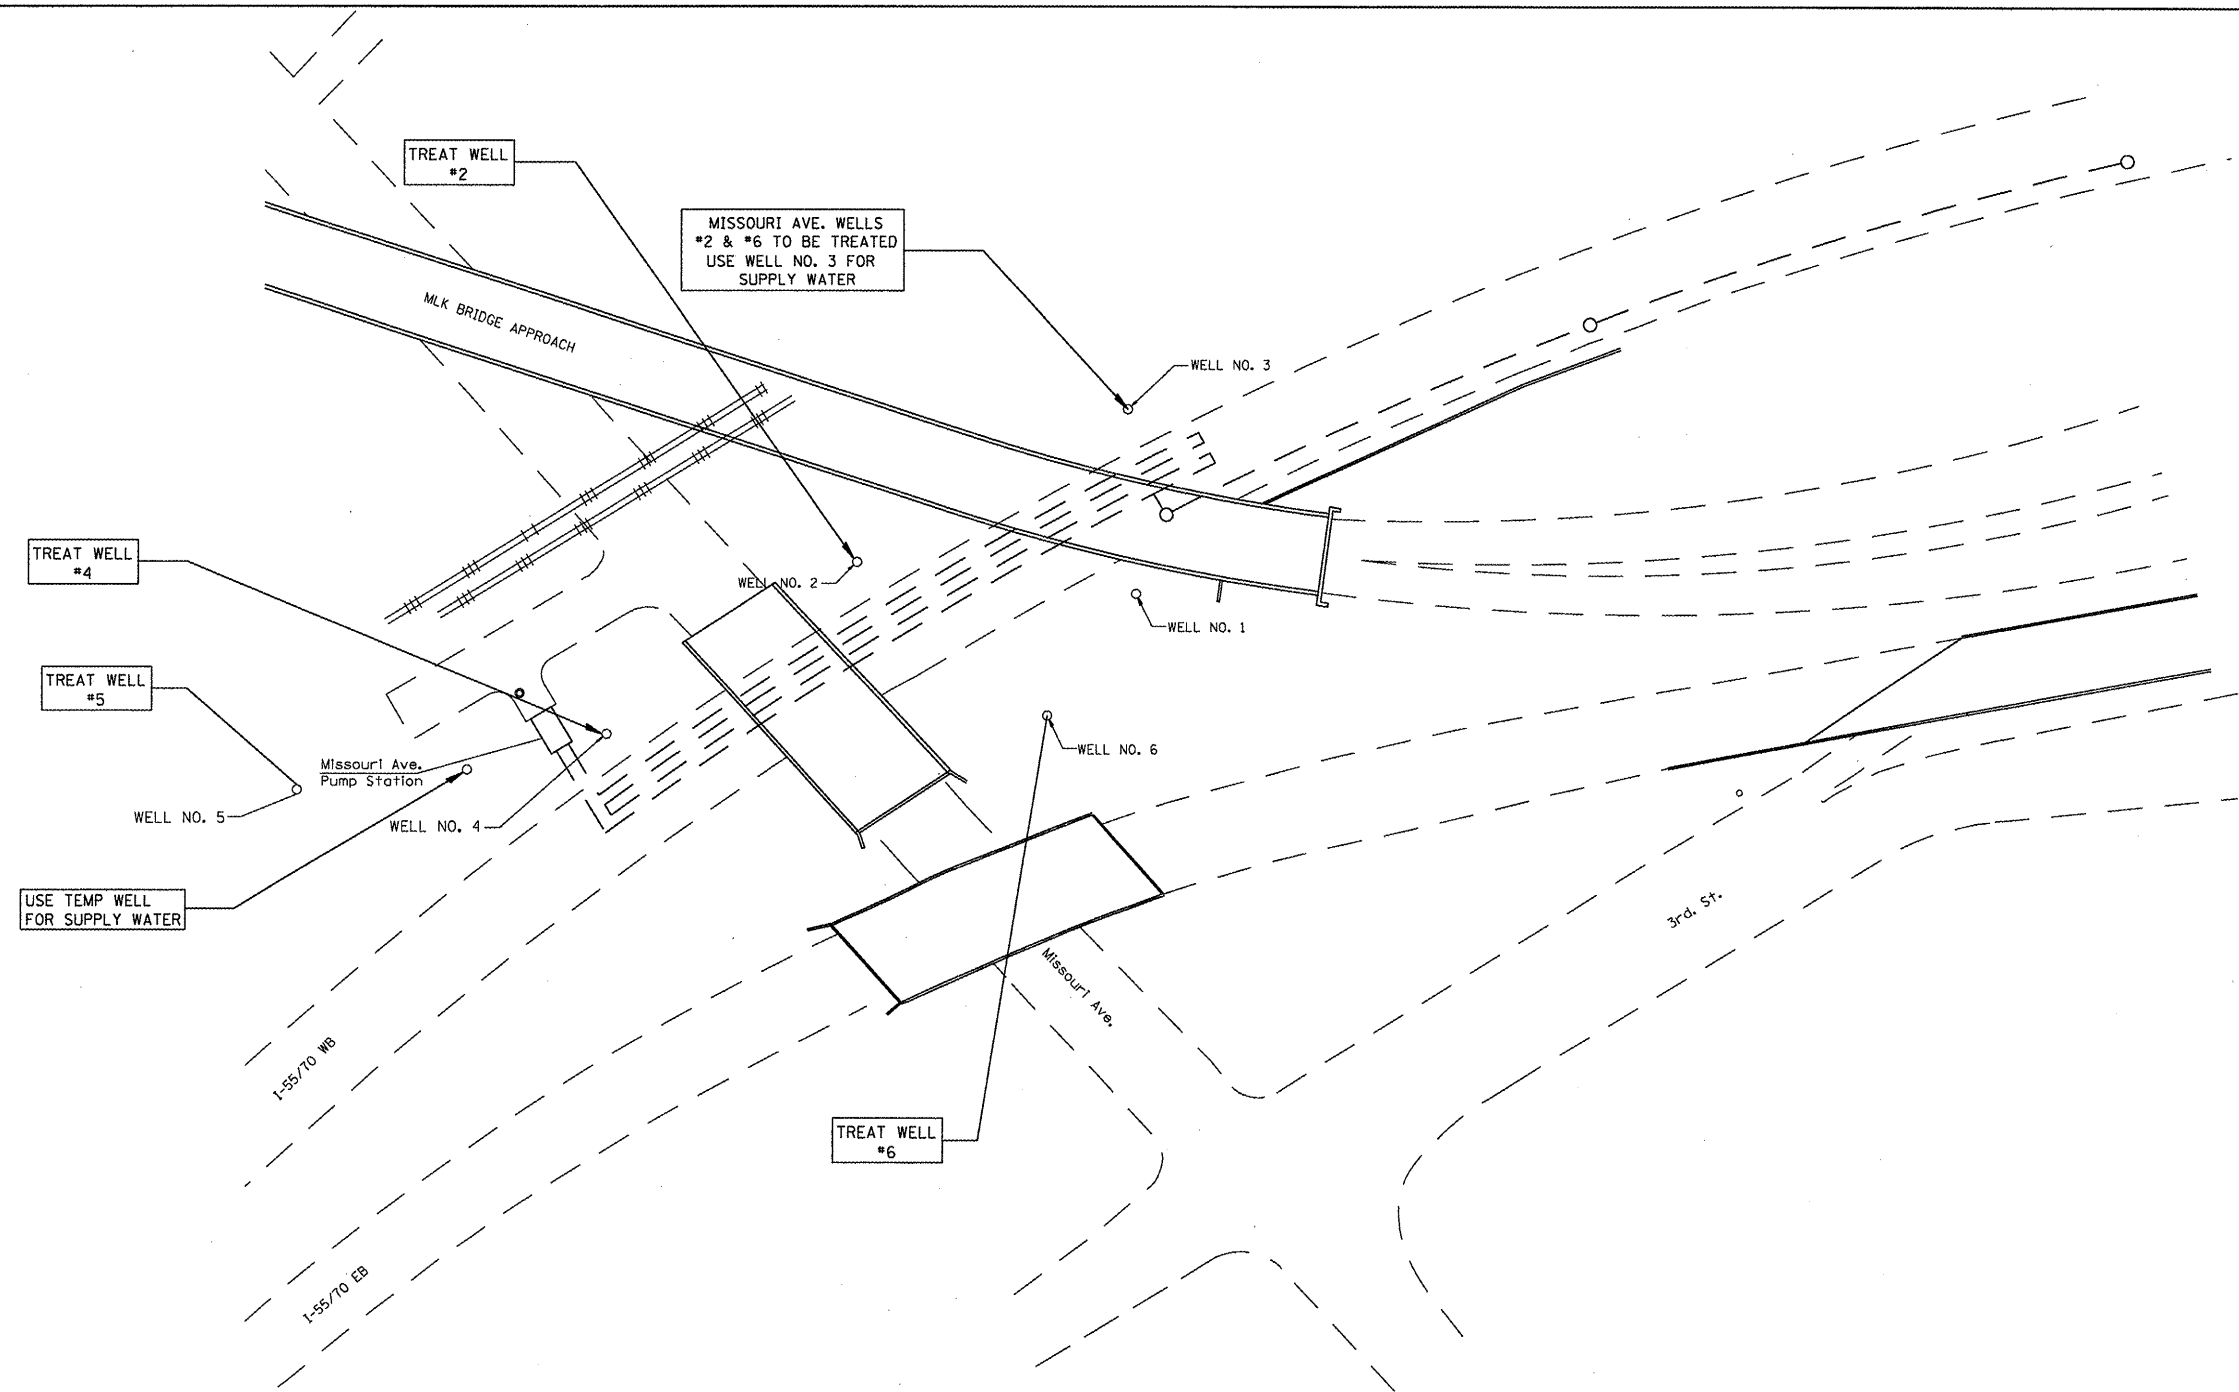 TREAT WELL
#2
MISSOURI AVE. WELLS
#2 & #6 TO BE TREATED
USE WELL NO. 3 FOR
SUPPLY WATER
MLK BRIDGE APPROACH
WELL NO. 3
TREAT WELL
#4
WELL NO. 2
WELL NO. 1
TREAT WELL
#5
WELL NO. 6
Missouri Ave.
Pump Station
WELL NO. 5
WELL NO. 4
USE TEMP WELL
FOR SUPPLY WATER
3rd. St.
Missouri Ave.
I-55/70 WB
TREAT WELL
#6
I-55/70 EB